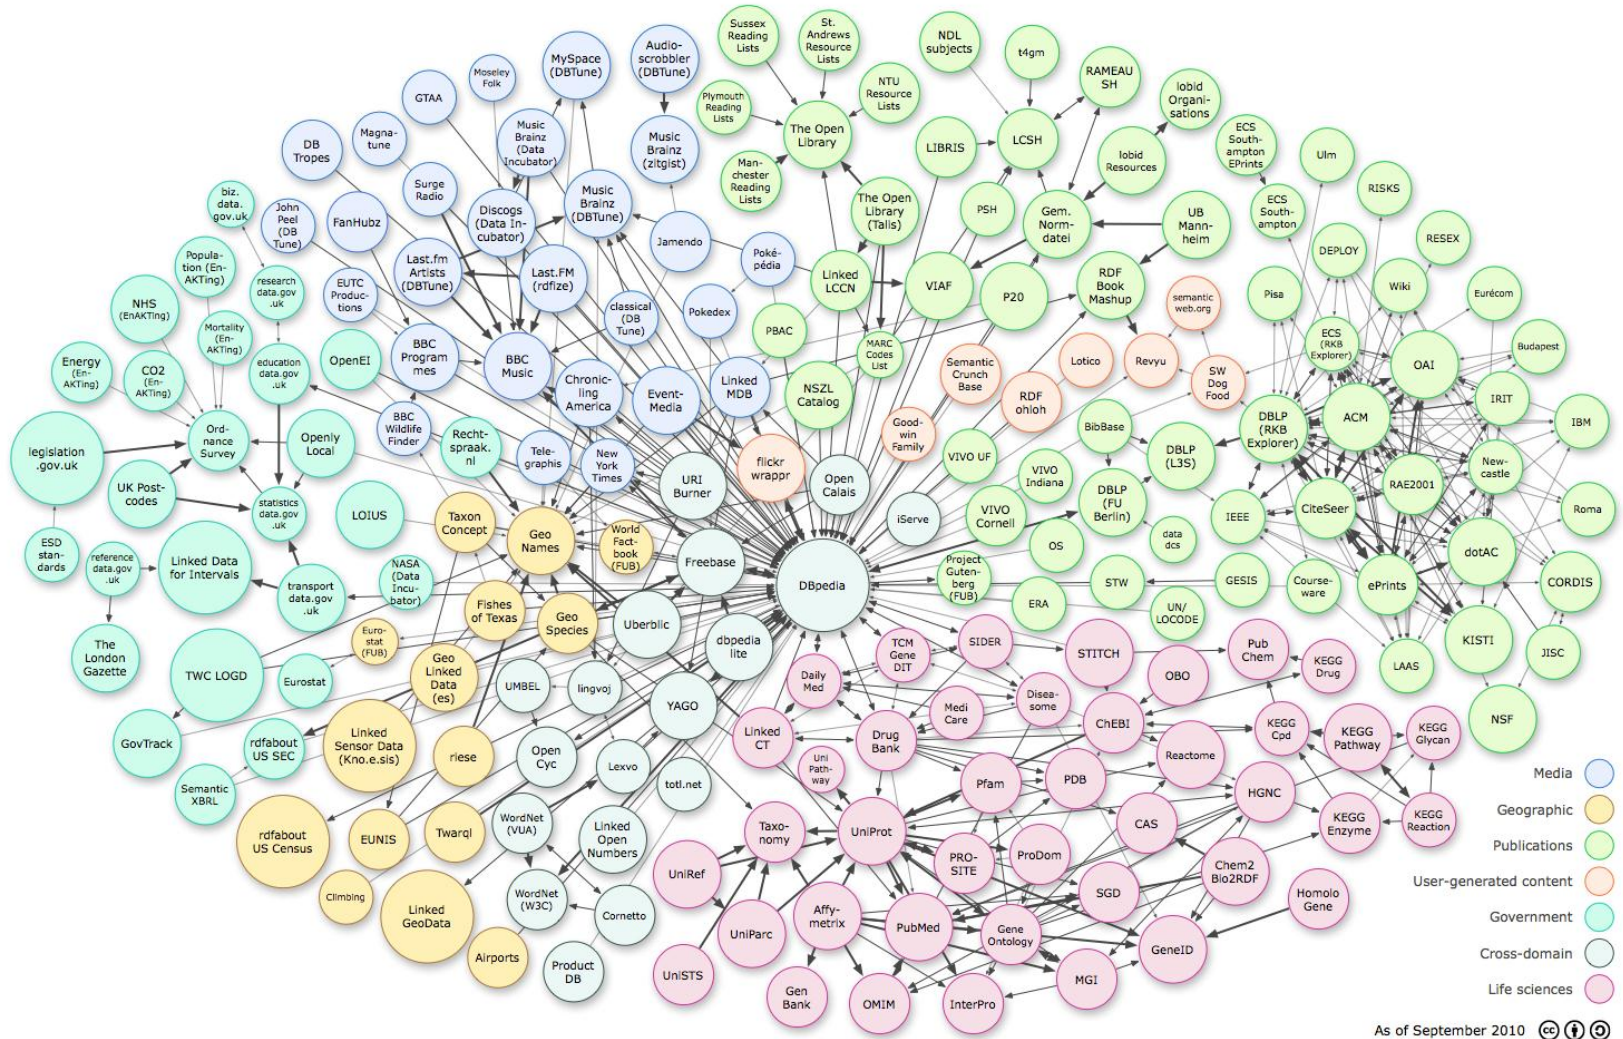 Sussex
Reading
Lists
St.
Andrews
Resource
Lists
NDL
subjects
t4gm
RAMEAU
SH
lobid
Organi-
sations
Audio-
scrobbler
(DBTune)
MySpace
(DBTune)
Moseley
Folk
GTAA
Plymouth
Reading
Lists
NTU
Resource
Lists
The Open
Library
LCSH
LIBRIS
lobid
Resources
ECS
South-
ampton
EPrints
Ulm
DB
Tropes
Magna-
tune
Music
Brainz
(Data
Incubator)
Music
Brainz
(zitgist)
Man-
chester
Reading
Lists
RISKS
biz.
data.
gov.uk
John
Peel
(DB
Tune)
FanHubz
Surge
Radio
Discogs
(Data In-
cubator)
Music
Brainz
(DBTune)
The Open
Library
(Talis)
PSH
Gem.
Norm-
datei
UB
Mann-
heim
ECS
South-
ampton
RESEX
DEPLOY
Popula-
tion (En-
AKTing)
Jamendo
Poké-
pédia
Last.fm
Artists
(DBTune)
Last.FM
(rdfize)
Linked
LCCN
VIAF
P20
RDF
Book
Mashup
Pisa
Wiki
Eurécom
NHS
(EnAKTing)
research
data.gov
.uk
EUTC
Produc-
tions
classical
(DB
Tune)
Pokedex
PBAC
semantic
web.org
Mortality
(En-
AKTing)
Energy
(En-
AKTing)
CO2
(En-
AKTing)
education
data.gov
.uk
OpenEI
BBC
Program
mes
BBC
Music
Chronic-
ling
America
Event-
Media
Linked
MDB
NSZL
Catalog
MARC
Codes
List
Semantic
Crunch
Base
RDF
ohloh
Lotico
Revyu
SW
Dog
Food
ECS
(RKB
Explorer)
OAI
Budapest
IRIT
IBM
legislation
.gov.uk
Ord-
nance
Survey
Openly
Local
BBC
Wildlife
Finder
Recht-
spraak.
nl
Tele-
graphis
New
York
Times
URI
Burner
flickr
wrappr
Open
Calais
Good-
win
Family
VIVO UF
VIVO
Indiana
BibBase
DBLP
(L3S)
DBLP
(RKB
Explorer)
ACM
New-
castle
UK Post-
codes
statistics
data.gov
.uk
LOIUS
Taxon
Concept
Geo
Names
World
Fact-
book
(FUB)
iServe
VIVO
Cornell
DBLP
(FU
Berlin)
IEEE
CiteSeer
RAE2001
Roma
ESD
stan-
dards
reference
data.gov
.uk
Linked Data
for Intervals
transport
data.gov
.uk
NASA
(Data
Incu-
bator)
Freebase
DBpedia
Project
Guten-
berg
(FUB)
OS
data
dcs
STW
GESIS
Course-
ware
ePrints
dotAC
CORDIS
Fishes
of Texas
Geo
Species
Uberblic
dbpedia
lite
ERA
UN/
LOCODE
The
London
Gazette
TWC LOGD
Euro-
stat
(FUB)
Eurostat
Geo
Linked
Data
(es)
UMBEL
lingvoj
YAGO
Daily
Med
TCM
Gene
DIT
SIDER
STITCH
Pub
Chem
KEGG
Drug
LAAS
KISTI
JISC
NSF
GovTrack
rdfabout
US SEC
Semantic
XBRL
Linked
Sensor Data
(Kno.e.sis)
riese
Open
Cyc
Lexvo
totl.net
Linked
CT
Drug
Bank
Medi
Care
Disea-
some
OBO
ChEBI
Reactome
KEGG
Cpd
KEGG
Pathway
KEGG
Glycan
Uni
Path-
way
Pfam
PDB
HGNC
KEGG
Enzyme
KEGG
Reaction
rdfabout
US Census
EUNIS
Twarql
WordNet
(VUA)
Linked
Open
Numbers
Taxo-
nomy
UniProt
PRO-
SITE
ProDom
CAS
Chem2
Bio2RDF
Climbing
Linked
GeoData
WordNet
(W3C)
Cornetto
UniRef
UniParc
Affy-
metrix
PubMed
Gene
Ontology
SGD
Homolo
Gene
GeneID
Airports
Product
DB
UniSTS
Gen
Bank
OMIM
InterPro
MGI
Media
Geographic
Publications
User-generated content
Government
Cross-domain
Life sciences
As of September 2010